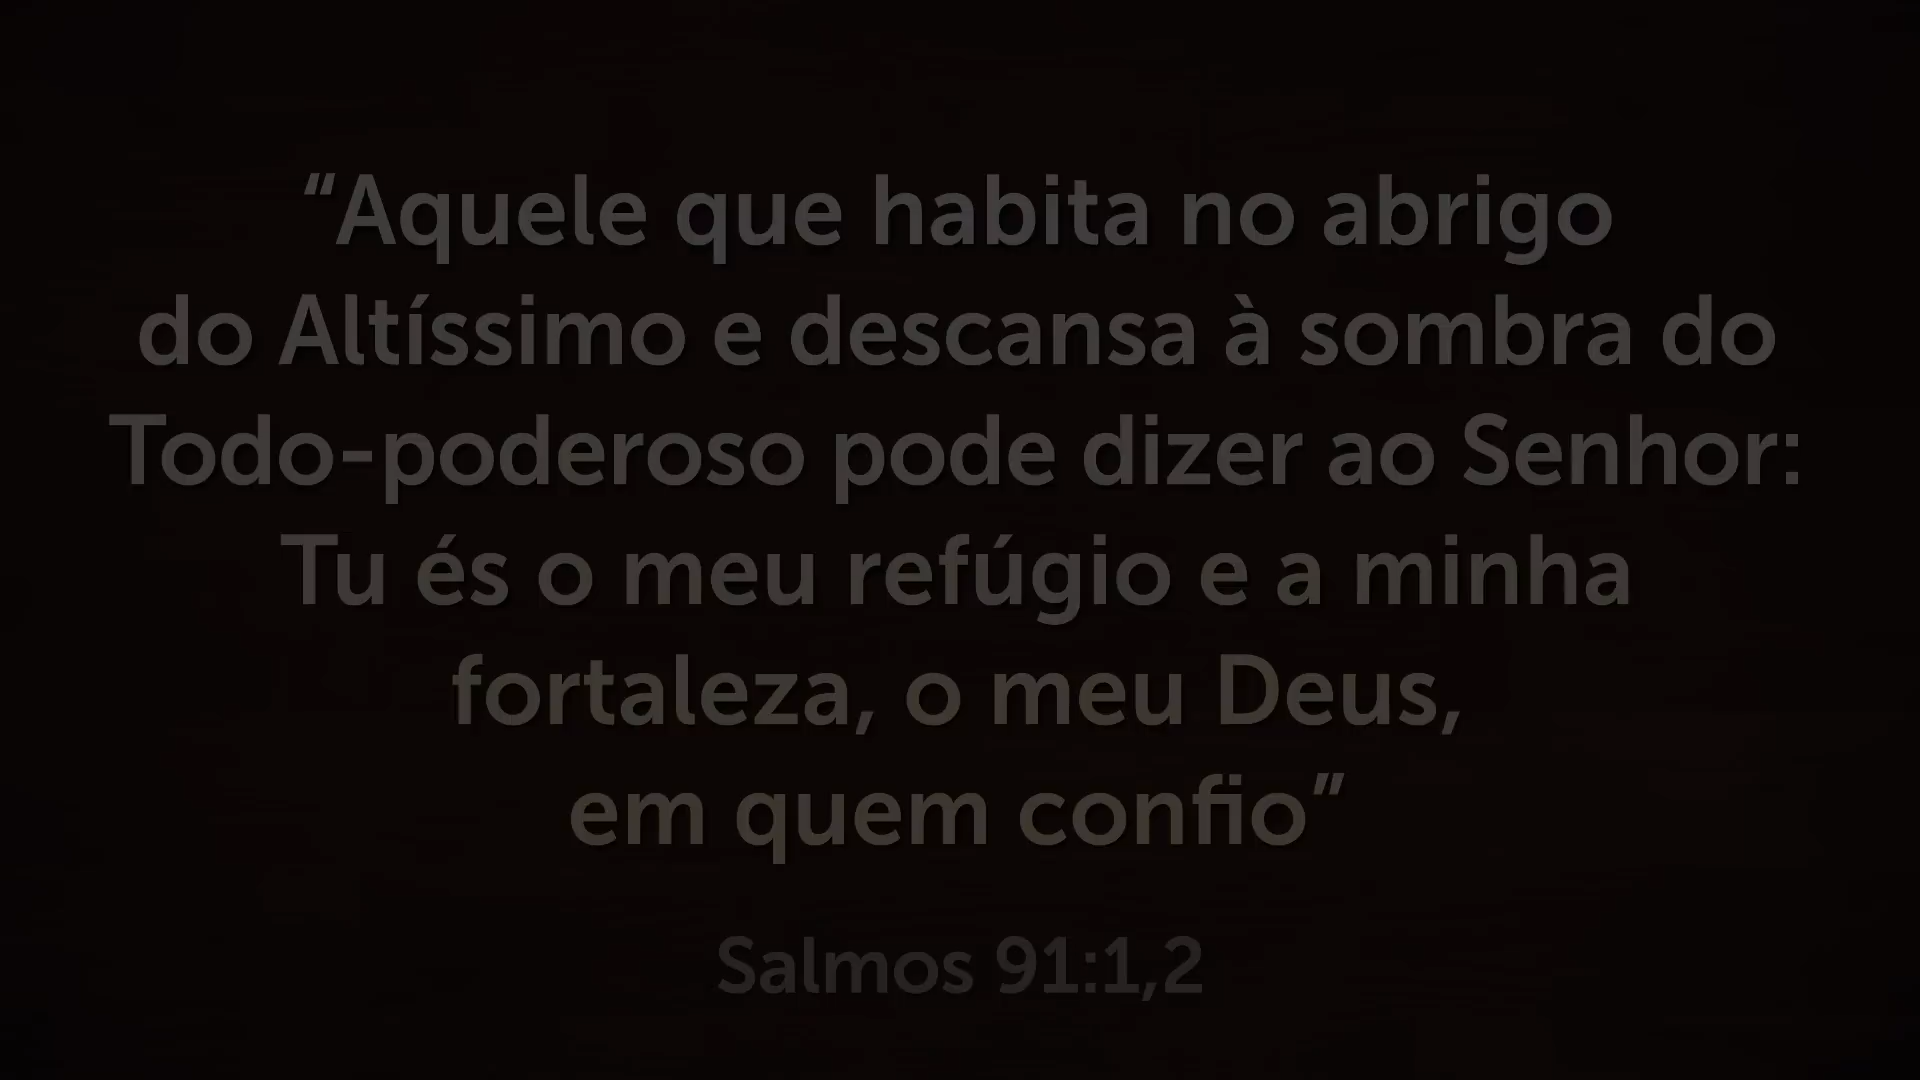 “Aquele que habita no abrigo
do Altíssimo e descansa à sombra do
Todo-poderoso pode dizer ao Senhor:
Tu és o meu refúgio e a minha
fortaleza, o meu Deus,
em quem confio”
Salmos 91:1,2